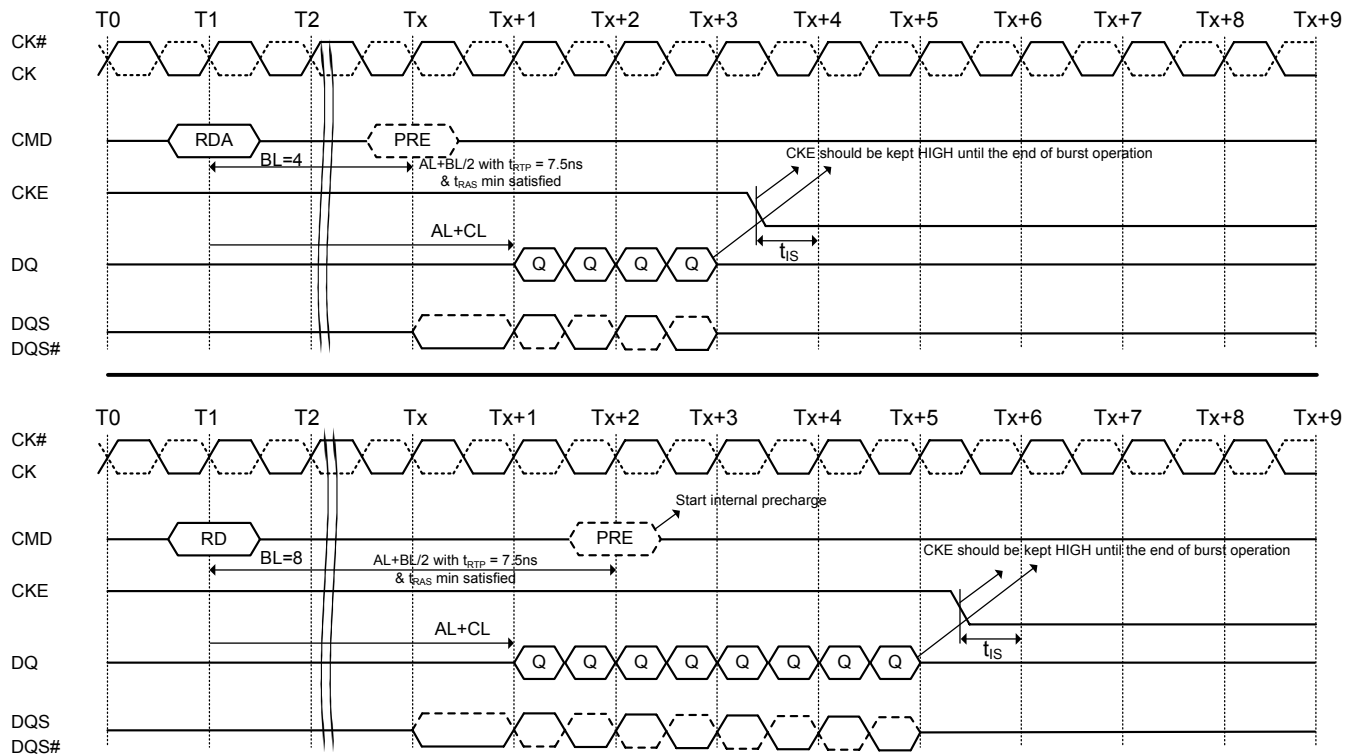 T0 T1 T2 Tx Tx+1 Tx+2 Tx+3 Tx+4 Tx+5 Tx+6 Tx+7 Tx+8 Tx+9
CK#
CK
CMD RDA PRE
BL=4 AL+BL/2 with tRTP = 7.5ns
& tRAS min satisfied
CKE should be kept HIGH until the end of burst operation
CKE
AL+CL
tIS
DQ Q Q Q Q
DQS
DQS#
T0 T1 T2 Tx Tx+1 Tx+2 Tx+3 Tx+4 Tx+5 Tx+6 Tx+7 Tx+8 Tx+9
CK#
CK
Start internal precharge
CMD RD PRE
BL=8 AL+BL/2 with tRTP = 7.5ns
& tRAS min satisfied
CKE should be kept HIGH until the end of burst operation
CKE
AL+CL
tIS
DQ Q Q Q Q Q Q Q Q
DQS
DQS#